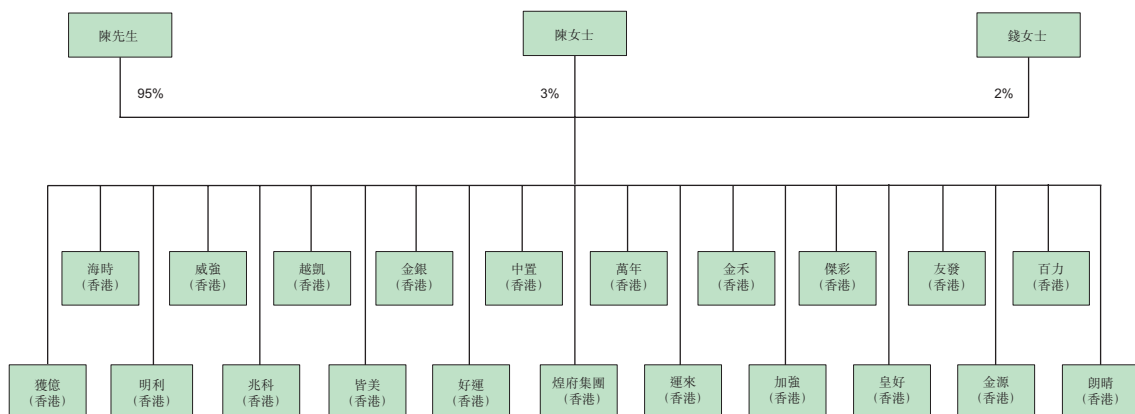 陳先生
陳女士
錢女士
95%
3%
2%
海時
(香港)
威強
(香港)
越凱
(香港)
金銀
(香港)
中置
(香港)
萬年
(香港)
金禾
(香港)
傑彩
(香港)
友發
(香港)
百力
(香港)
獲億
(香港)
明利
(香港)
兆科
(香港)
皆美
(香港)
好運
(香港)
煌府集團
(香港)
運來
(香港)
加強
(香港)
皇好
(香港)
金源
(香港)
朗晴
(香港)